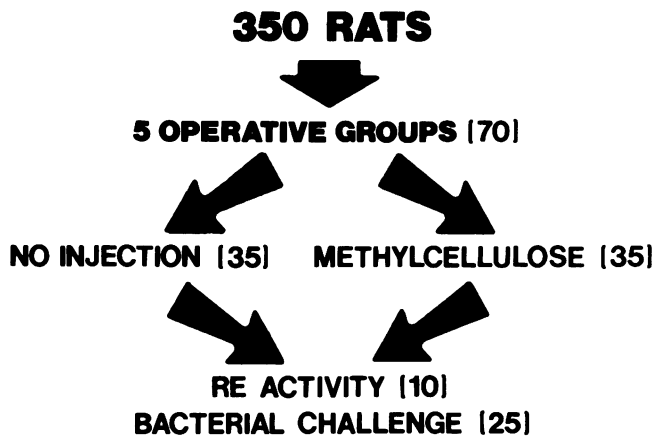 350 RATS
5 OPERATIVE GROUPS [70]
NO INJECTION [35] METHYLCELLULOSE [35]
RE ACTIVITY [10]
BACTERIAL CHALLENGE [25]